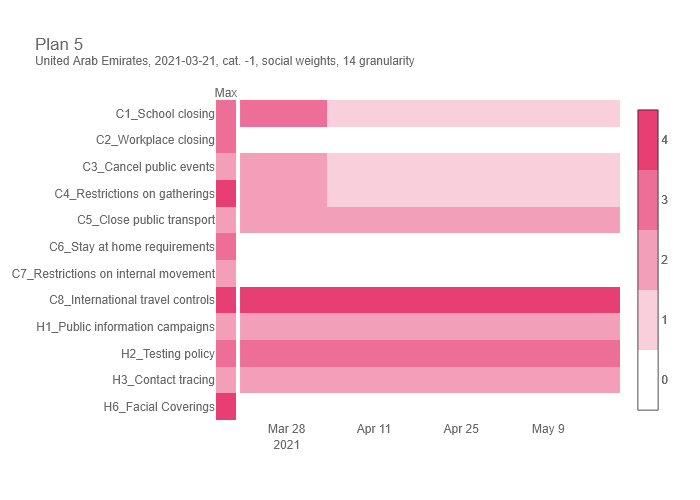 Plan 5
United Arab Emirates, 2021-03-21, cat. -1, social weights, 14 granularity
Max
C1_School closing
C2_Workplace closing
C3_Cancel public events
C4_Restrictions on gatherings
C5_Close public transport
C6_Stay at home requirements
C7_Restrictions on internal movement
C8_International travel controls
H1_Public information campaigns
H2_Testing policy
H3_Contact tracing
H6_Facial Coverings
Mar 28 Apr 11 Apr 25 May 9
2021
4
3
2
1
0